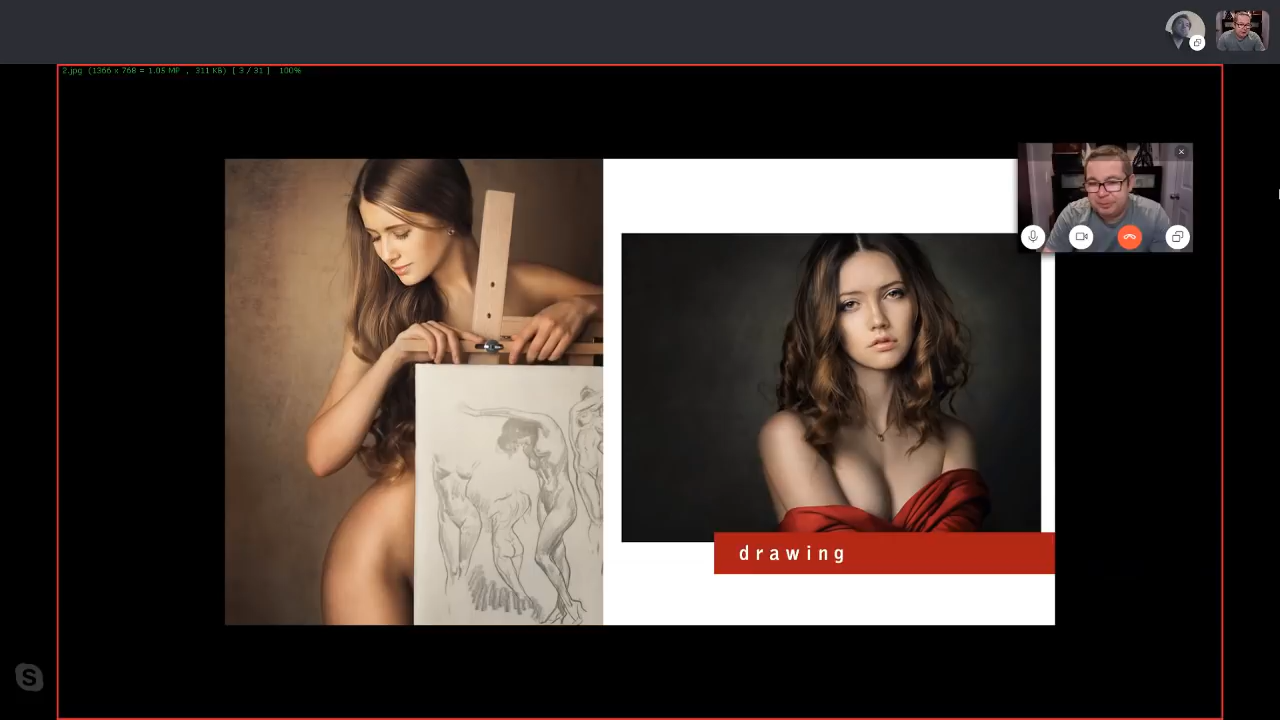 2.jpg (1366 x 768 = 1.05 MP , 311 KB) [ 3 / 31 ] 100%
drawing
S